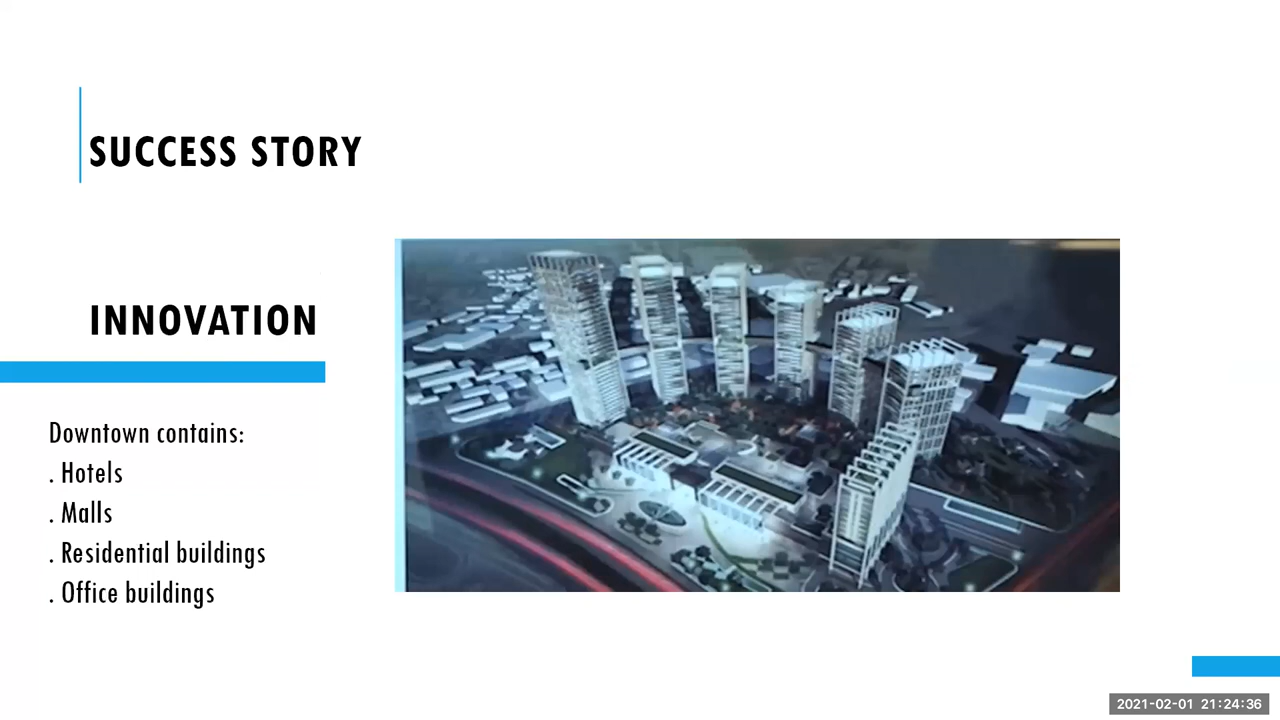 SUCCESS STORY
INNOVATION
Downtown contains:
. Hotels
. Malls
. Residential buildings
. Office buildings
2021-02-01 21:24:36